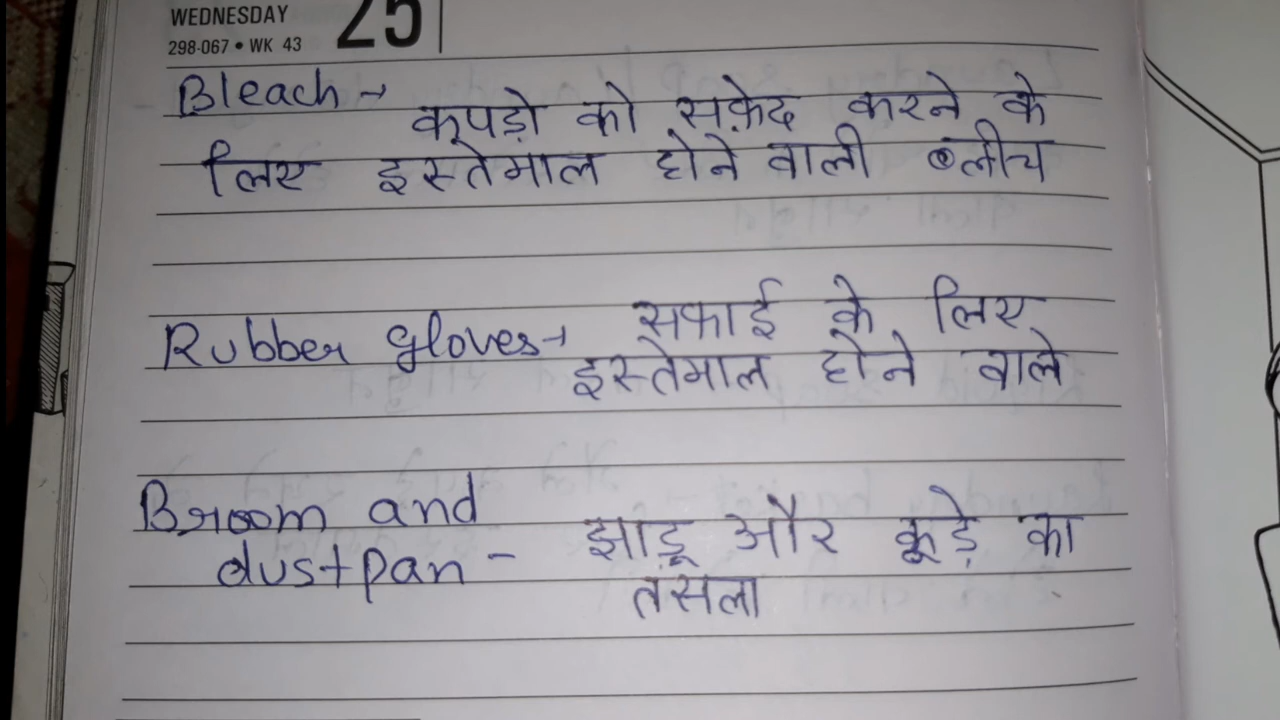 WEDNESDAY 25
298-067 • WK 43
Bleach →
कपड़ो को सफ़ेद करने के
लिए इस्तेमाल होने वाली ब्लीच
Rubber gloves → सफाई के लिए
इस्तेमाल होने वाले
Broom and
dustpan - झाड़ू और कूड़े का
तसला